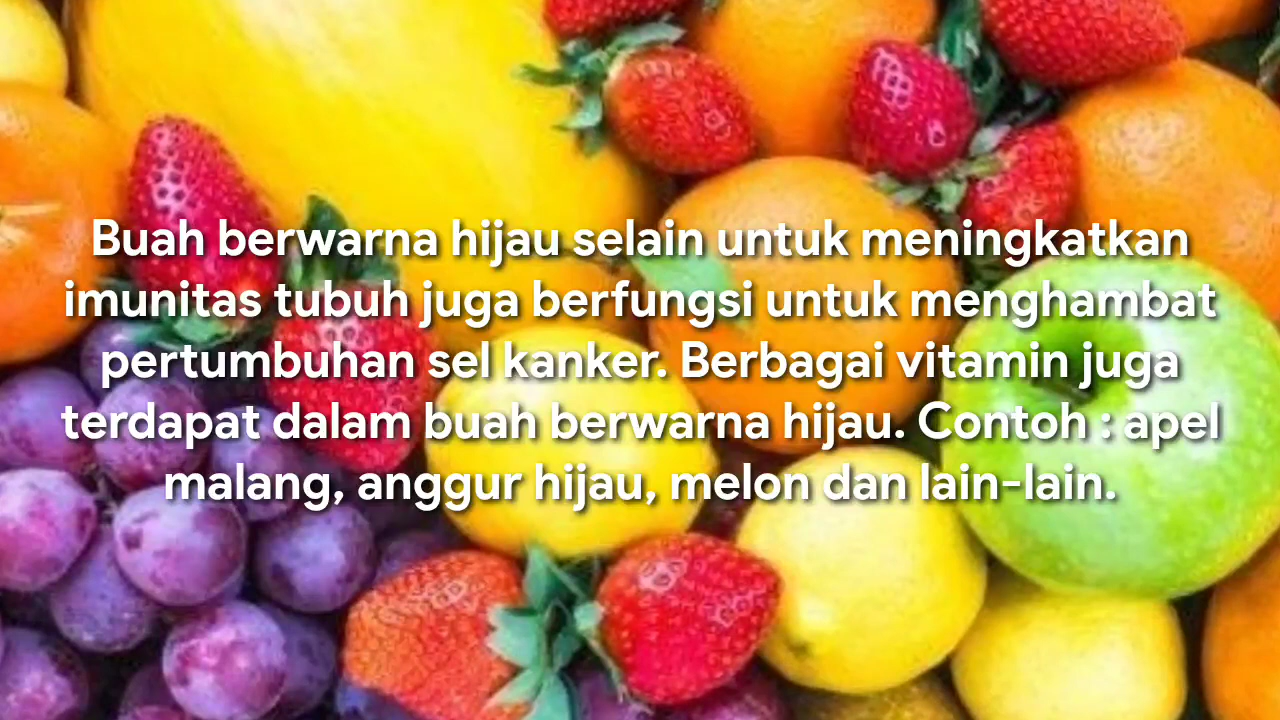 Buah berwarna hijau selain untuk meningkatkan
imunitas tubuh juga berfungsi untuk menghambat
pertumbuhan sel kanker. Berbagai vitamin juga
terdapat dalam buah berwarna hijau. Contoh : apel
malang, anggur hijau, melon dan lain-lain.